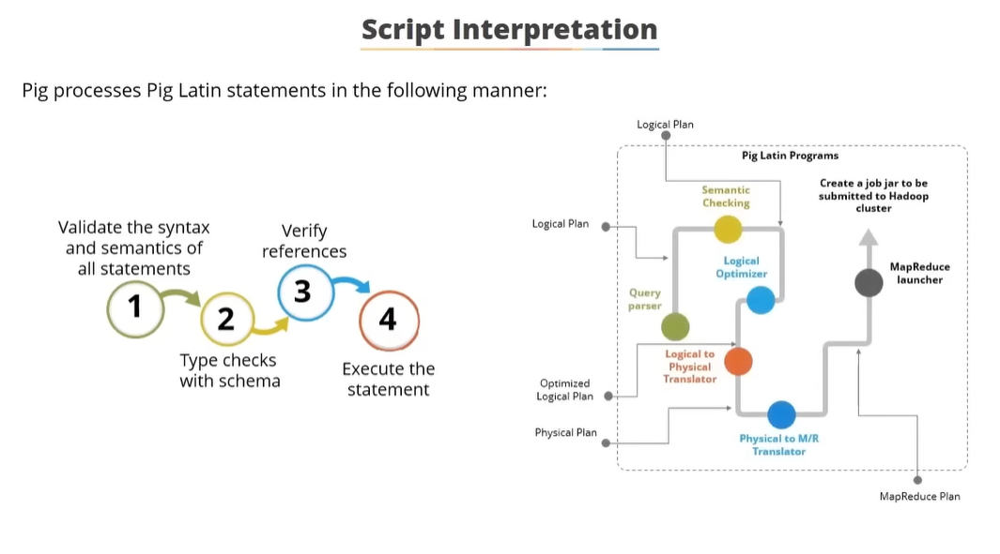 Script Interpretation
Pig processes Pig Latin statements in the following manner:
Validate the syntax
and semantics of
all statements
1
2
Type checks
with schema
Verify
references
3
4
Execute the
statement
Logical Plan
Pig Latin Programs
Semantic
Checking
Create a job jar to be
submitted to Hadoop
cluster
Logical Plan
Logical
Optimizer
MapReduce
launcher
Query
parser
Logical to
Physical
Translator
Optimized
Logical Plan
Physical Plan
Physical to M/R
Translator
MapReduce Plan